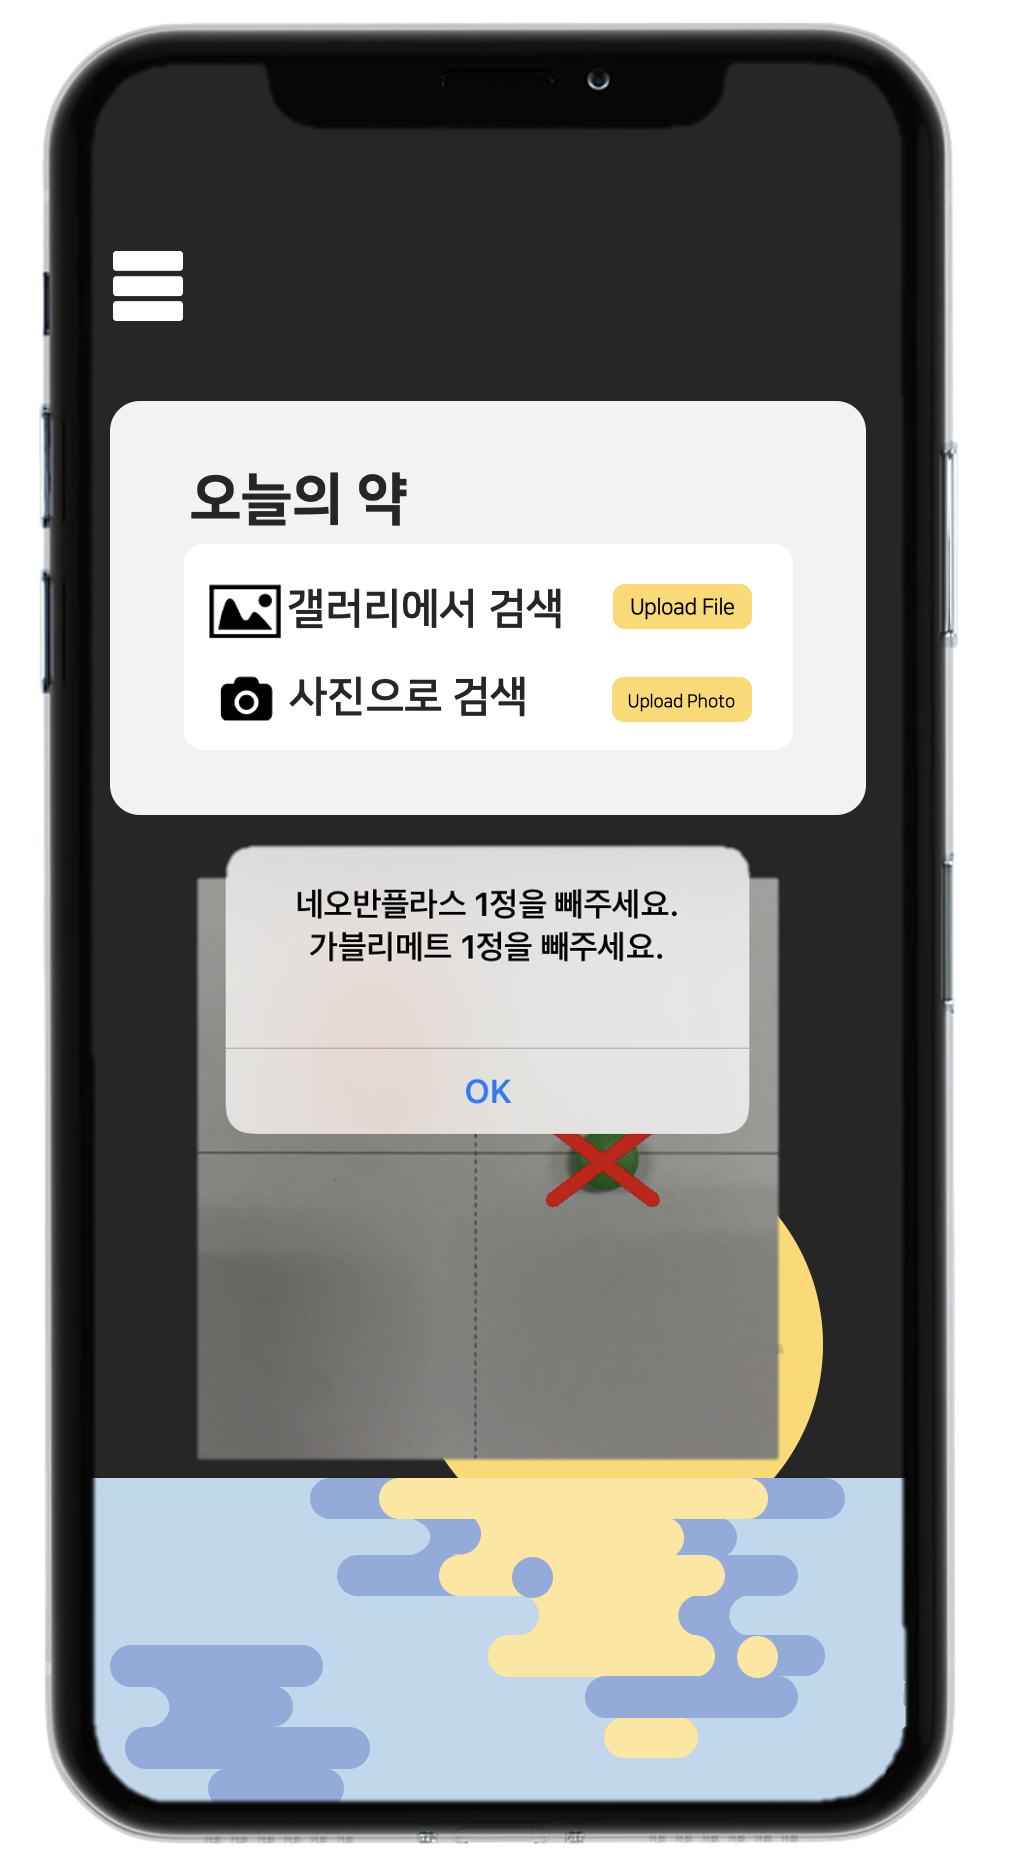 오늘의 약
갤러리에서 검색
Upload File
사진으로 검색
Upload Photo
네오반플라스 1정을 빼주세요.
가블리메트 1정을 빼주세요.
OK